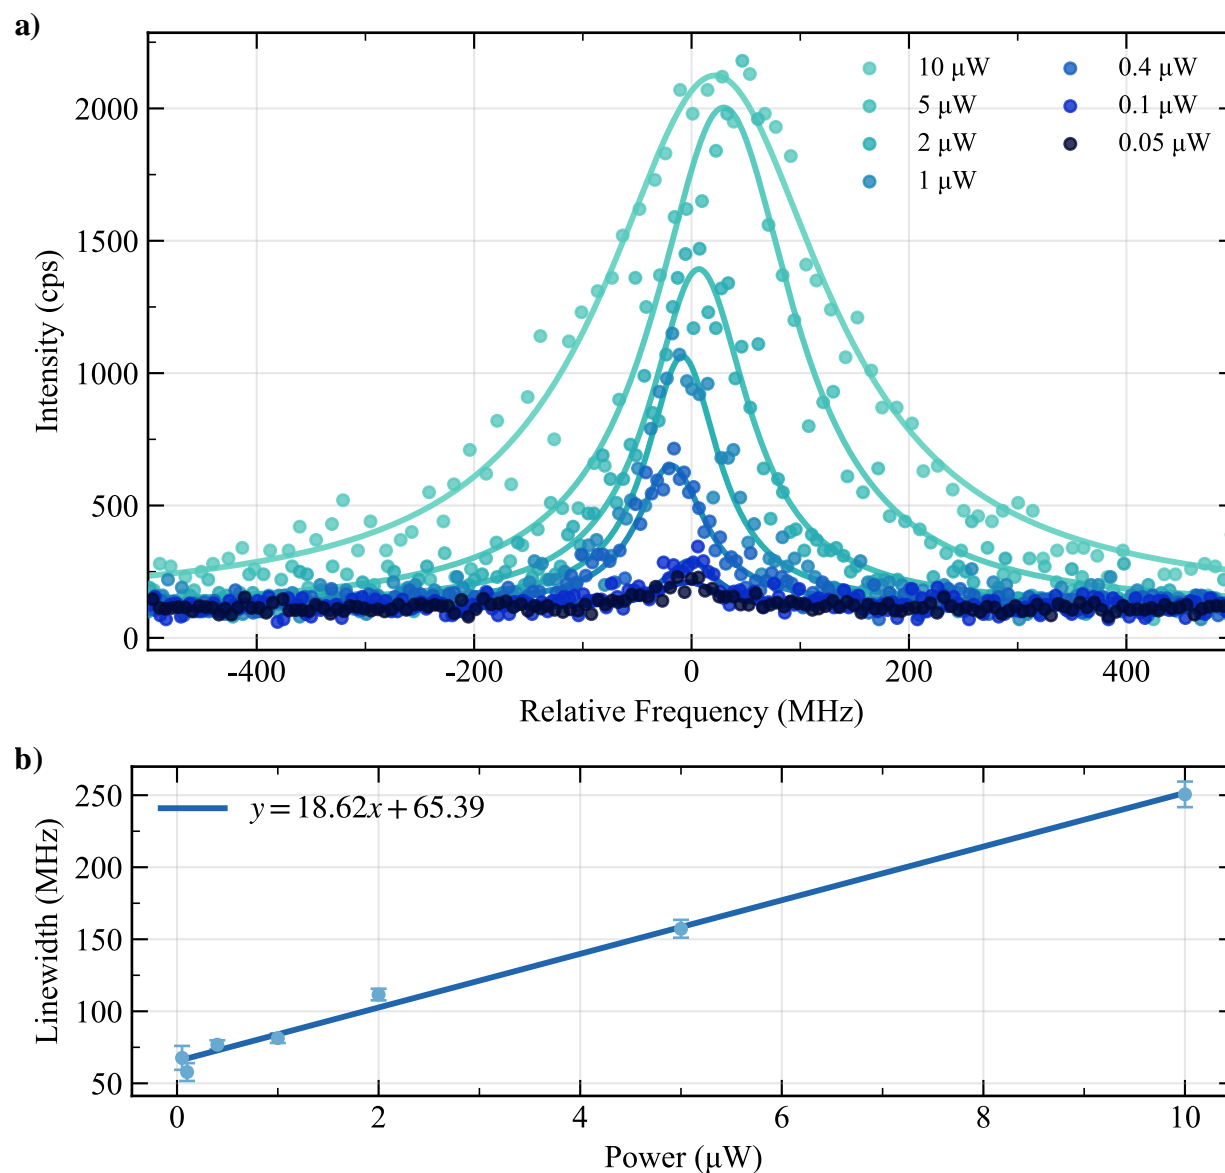 a)
10 μW
5 μW
2 μW
1 μW
0.4 μW
0.1 μW
0.05 μW
Intensity (cps)
2000
1500
1000
500
0
-400
-200
0
200
400
Relative Frequency (MHz)
b)
y = 18.62x + 65.39
Linewidth (MHz)
250
200
150
100
50
0
2
4
6
8
10
Power (μW)